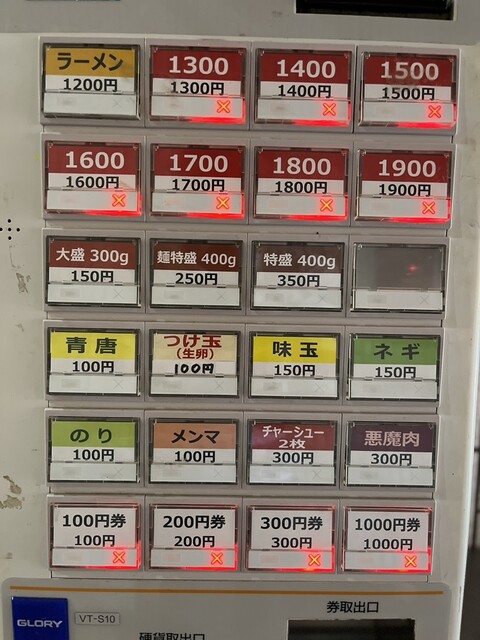 ラーメン
1200円
1300
1300円
1400
1400円
1500
1500円
1600
1600円
1700
1700円
1800
1800円
1900
1900円
大盛 300g
150円
麺特盛 400g
250円
特盛 400g
350円
青唐
100円
つけ玉
(生卵)
100円
味玉
150円
ネギ
150円
のり
100円
メンマ
100円
チャーシュー
2枚
300円
悪魔肉
300円
100円券
100円
200円券
200円
300円券
300円
1000円券
1000円
GLORY
VT-S10
硬貨取出口
券取出口